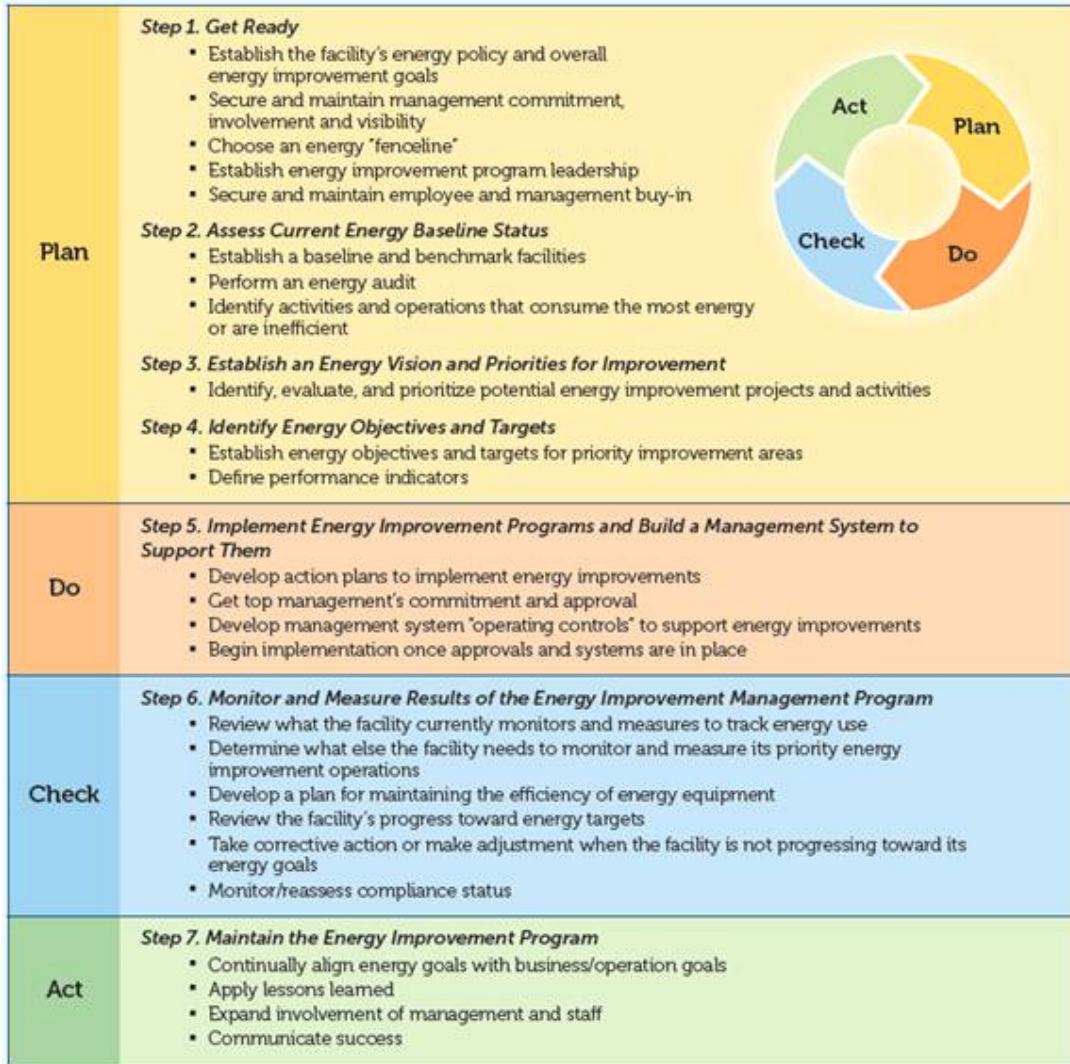 Plan
Step 1. Get Ready
▪ Establish the facility's energy policy and overall
energy improvement goals
▪ Secure and maintain management commitment,
involvement and visibility
▪ Choose an energy "fenceline"
▪ Establish energy improvement program leadership
▪ Secure and maintain employee and management buy-in
Step 2. Assess Current Energy Baseline Status
▪ Establish a baseline and benchmark facilities
▪ Perform an energy audit
▪ Identify activities and operations that consume the most energy
or are inefficient
Step 3. Establish an Energy Vision and Priorities for Improvement
▪ Identify, evaluate, and prioritize potential energy improvement projects and activities
Step 4. Identify Energy Objectives and Targets
▪ Establish energy objectives and targets for priority improvement areas
▪ Define performance indicators
Act
Plan
Check
Do
Do
Step 5. Implement Energy Improvement Programs and Build a Management System to
Support Them
▪ Develop action plans to implement energy improvements
▪ Get top management's commitment and approval
▪ Develop management system "operating controls" to support energy improvements
▪ Begin implementation once approvals and systems are in place
Check
Step 6. Monitor and Measure Results of the Energy Improvement Management Program
▪ Review what the facility currently monitors and measures to track energy use
▪ Determine what else the facility needs to monitor and measure its priority energy
improvement operations
▪ Develop a plan for maintaining the efficiency of energy equipment
▪ Review the facility's progress toward energy targets
▪ Take corrective action or make adjustment when the facility is not progressing toward its
energy goals
▪ Monitor/reassess compliance status
Act
Step 7. Maintain the Energy Improvement Program
▪ Continually align energy goals with business/operation goals
▪ Apply lessons learned
▪ Expand involvement of management and staff
▪ Communicate success